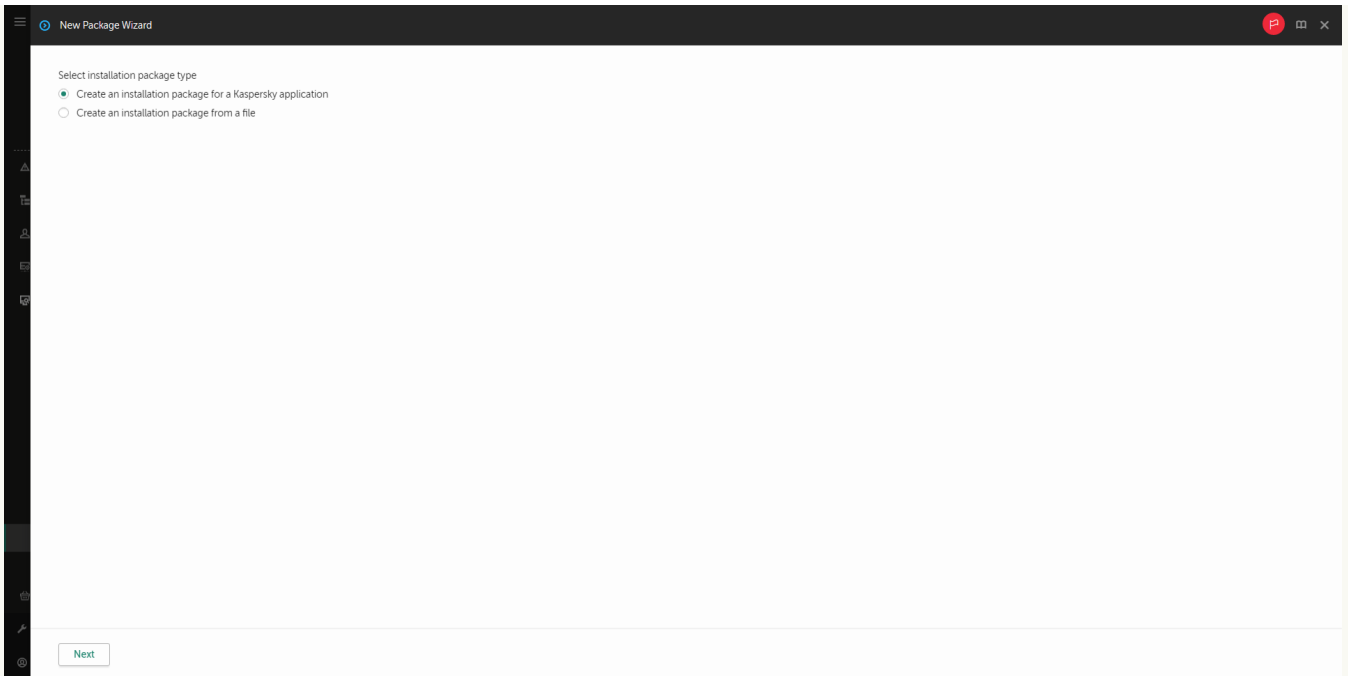 New Package Wizard
Select installation package type
Create an installation package for a Kaspersky application
Create an installation package from a file
Next